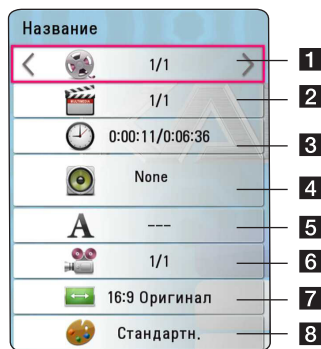 Название
1/1 1
1/1 2
0:00:11/0:06:36 3
None 4
A --- 5
1/1 6
16:9 Оригинал 7
Стандартн. 8